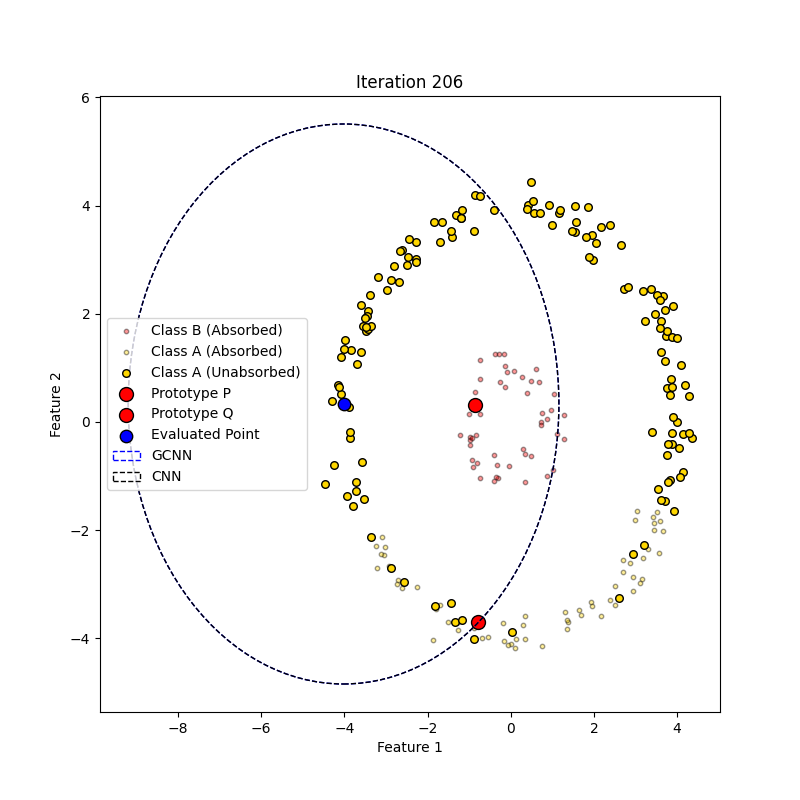 Iteration 206
6
4
2
0
−2
−4
Feature 2
Class B (Absorbed)
Class A (Absorbed)
Class A (Unabsorbed)
Prototype P
Prototype Q
Evaluated Point
GCNN
CNN
−8 −6 −4 −2 0 2 4
Feature 1